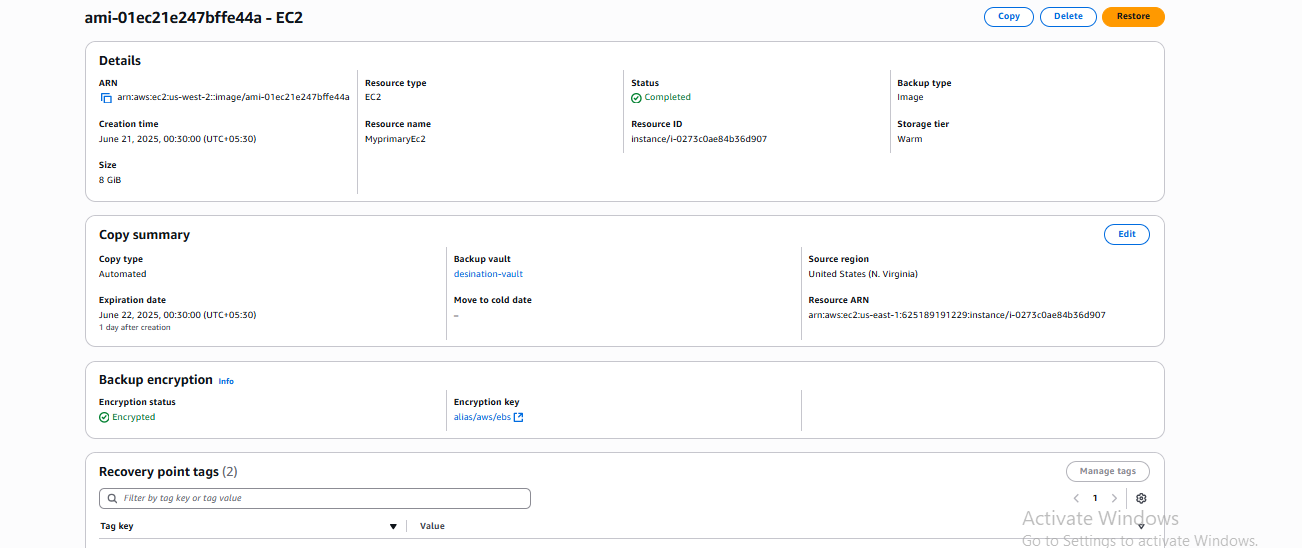 ami-01ec21e247bffe44a - EC2
Copy
Delete
Restore
Details
ARN
Resource type
Status
Backup type
arn:aws:ec2:us-west-2::image/ami-01ec21e247bffe44a
EC2
Completed
Image
Creation time
Resource name
Resource ID
Storage tier
June 21, 2025, 00:30:00 (UTC+05:30)
MyprimaryEc2
instance/i-0273c0ae84b36d907
Warm
Size
8 GiB
Copy summary
Edit
Copy type
Backup vault
Source region
Automated
desination-vault
United States (N. Virginia)
Expiration date
Move to cold date
Resource ARN
June 22, 2025, 00:30:00 (UTC+05:30)
–
arn:aws:ec2:us-east-1:625189191229:instance/i-0273c0ae84b36d907
1 day after creation
Backup encryption Info
Encryption status
Encryption key
Encrypted
alias/aws/ebs
Recovery point tags (2)
Manage tags
Filter by tag key or tag value
1
Tag key
Value
Activate Windows
Go to Settings to activate Windows.